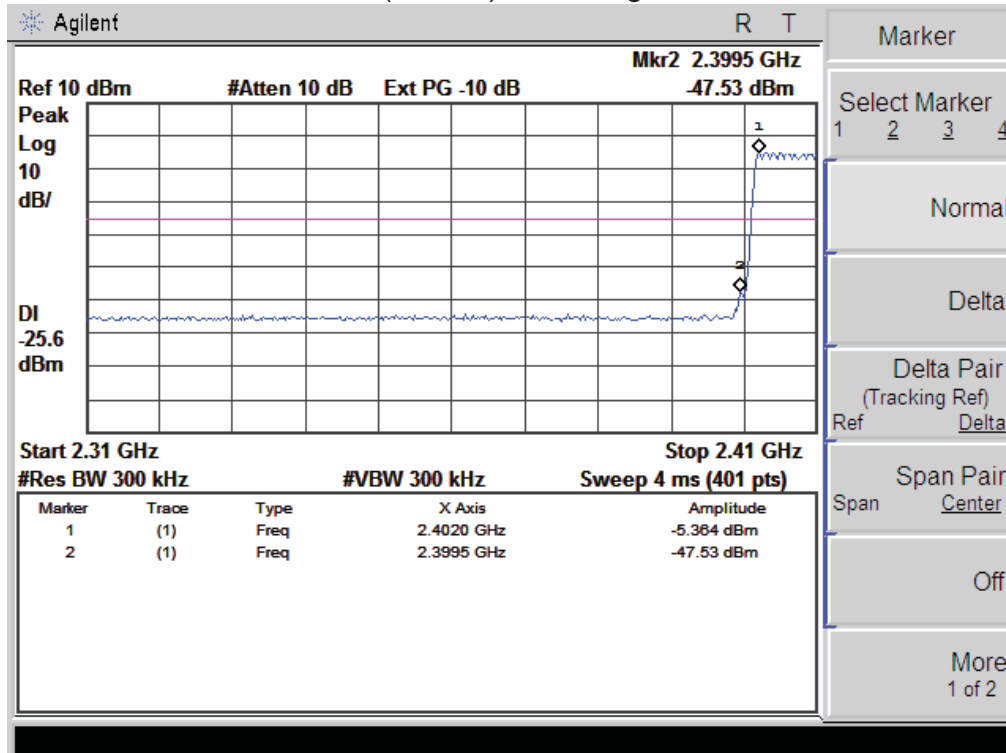 Agilent
R T
Mkr2 2.3995 GHz
Ref 10 dBm #Atten 10 dB Ext PG -10 dB -47.53 dBm
Peak
Log
10
dB/
1
2
DI
-25.6
dBm
Start 2.31 GHz Stop 2.41 GHz
#Res BW 300 kHz #VBW 300 kHz Sweep 4 ms (401 pts)
Marker Trace Type X Axis Amplitude
1 (1) Freq 2.4020 GHz -5.364 dBm
2 (1) Freq 2.3995 GHz -47.53 dBm
Marker
Select Marker
1 2 3 4
Normal
Delta
Delta Pair
(Tracking Ref)
Ref Delta
Span Pair
Span Center
Off
More
1 of 2